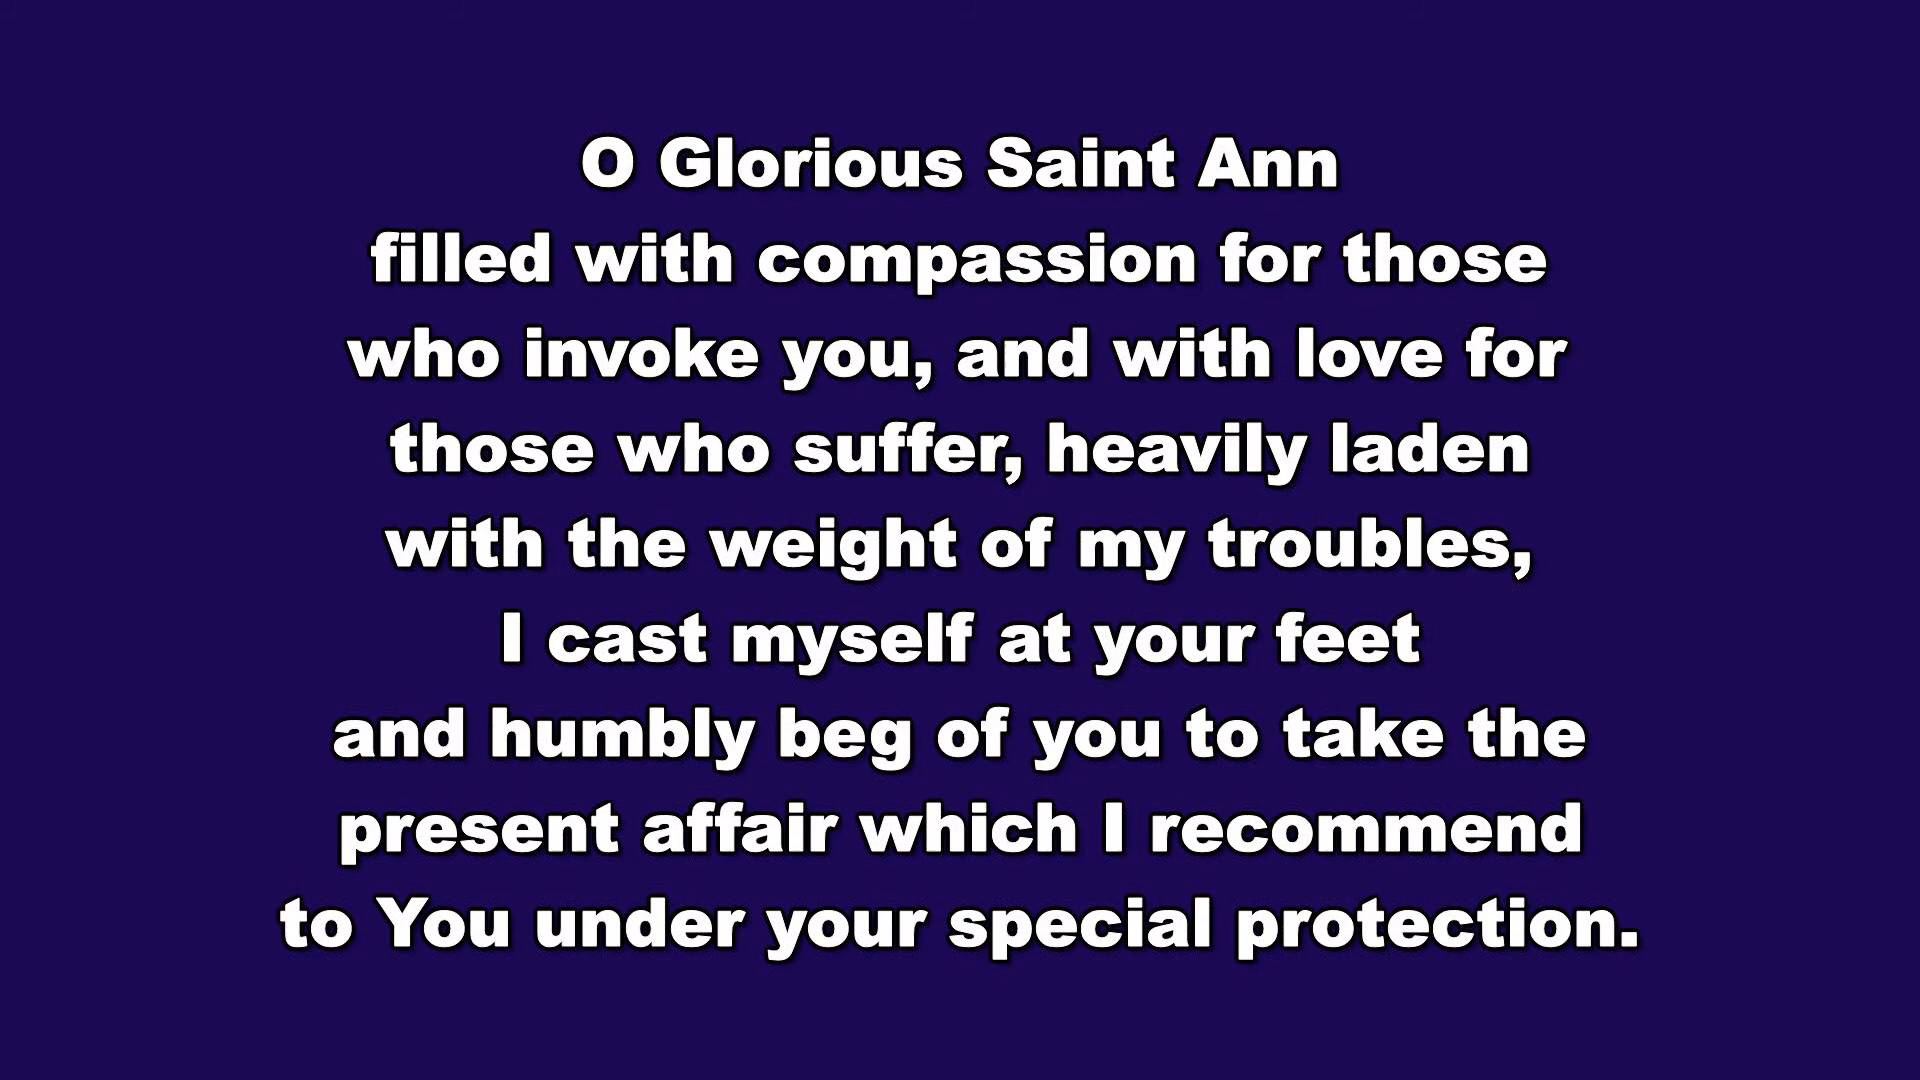 O Glorious Saint Ann
filled with compassion for those
who invoke you, and with love for
those who suffer, heavily laden
with the weight of my troubles,
I cast myself at your feet
and humbly beg of you to take the
present affair which I recommend
to You under your special protection.